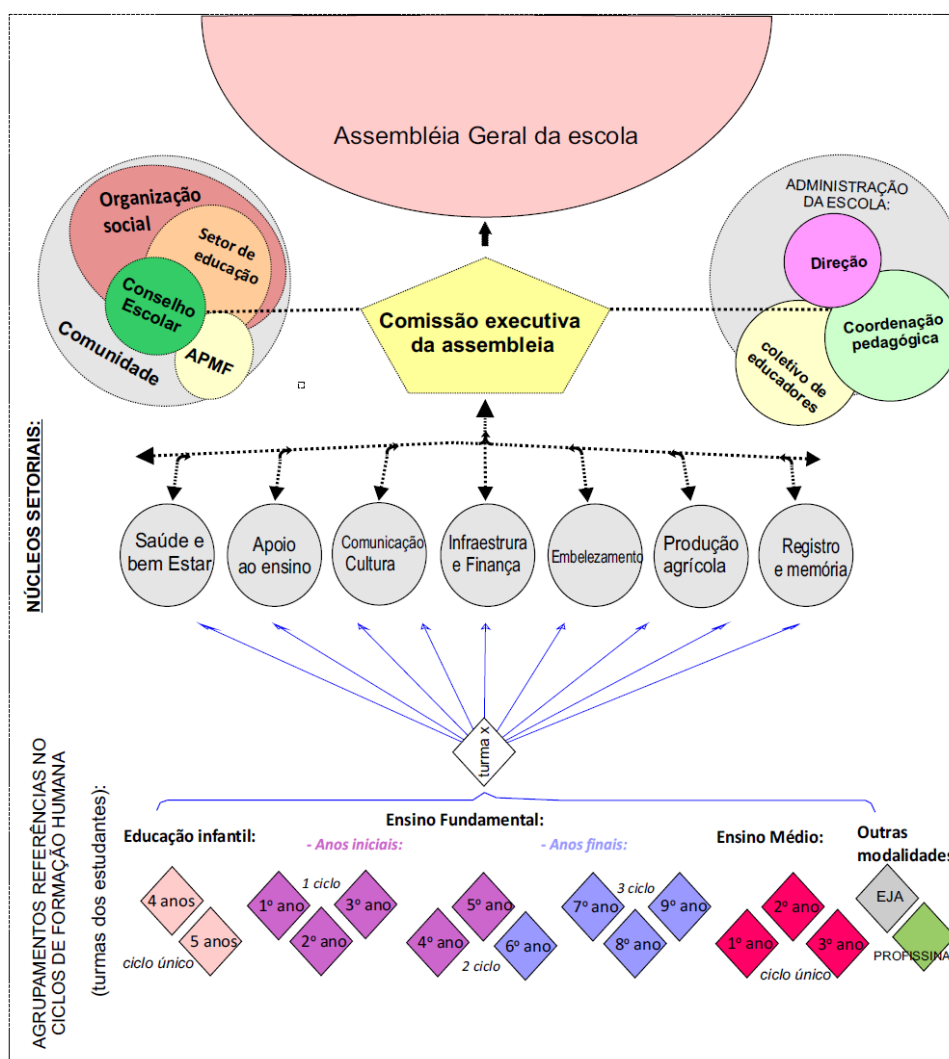 Assembléia Geral da escola
Organização
social
Setor de
educação
Conselho
Escolar
APMF
Comunidade
Comissão executiva
da assembleia
ADMINISTRAÇÃO
DA ESCOLA:
Direção
Coordenação
pedagógica
coletivo de
educadores
NÚCLEOS SETORIAIS:
Saúde e
bem Estar
Apoio
ao ensino
Comunicação
Cultura
Infraestrura
e Finança
Embelezamento
Produção
agrícola
Registro
e memória
turma x
AGRUPAMENTOS REFERÊNCIAS NO
CICLOS DE FORMAÇÃO HUMANA
(turmas dos estudantes):
Educação infantil:
4 anos
5 anos
ciclo único
Ensino Fundamental:
- Anos iniciais:
1 ciclo
1º ano
2º ano
3º ano
4º ano
5º ano
6º ano
2 ciclo
- Anos finais:
3 ciclo
7º ano
8º ano
9º ano
Ensino Médio:
1º ano
2º ano
3º ano
ciclo único
Outras
modalidades
EJA
PROFISSINA